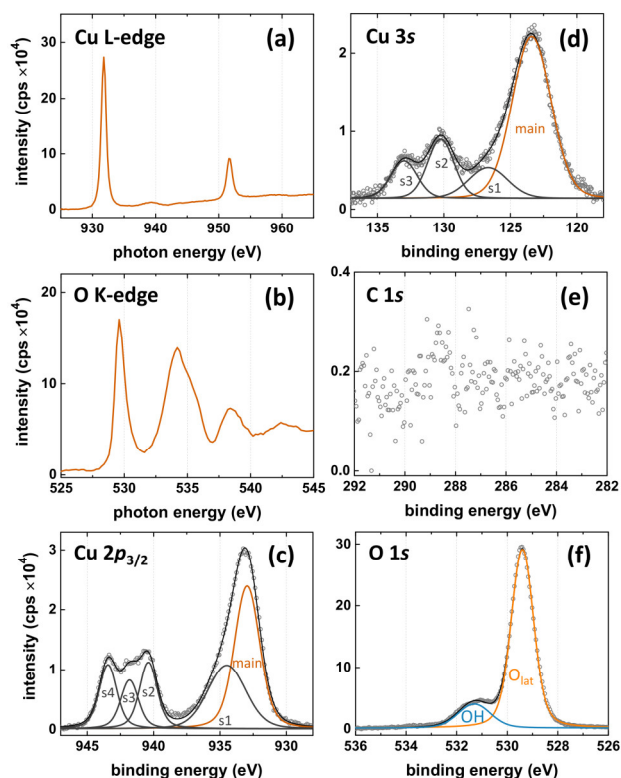 Cu L-edge
(a)
intensity (cps ×10⁴)
30
20
10
0
930
940
950
960
photon energy (eV)
O K-edge
(b)
intensity (cps ×10⁴)
20
10
0
525
530
535
540
545
photon energy (eV)
Cu 2p₃/₂
(c)
intensity (cps ×10⁴)
3
2
1
0
s4
s3
s2
s1
main
945
940
935
930
binding energy (eV)
Cu 3s
(d)
intensity (cps ×10⁴)
2
1
0
s3
s2
s1
main
135
130
125
120
binding energy (eV)
C 1s
(e)
0.4
0.2
0.0
292
290
288
286
284
282
binding energy (eV)
O 1s
(f)
30
20
10
0
OH
O_lat
536
534
532
530
528
526
binding energy (eV)